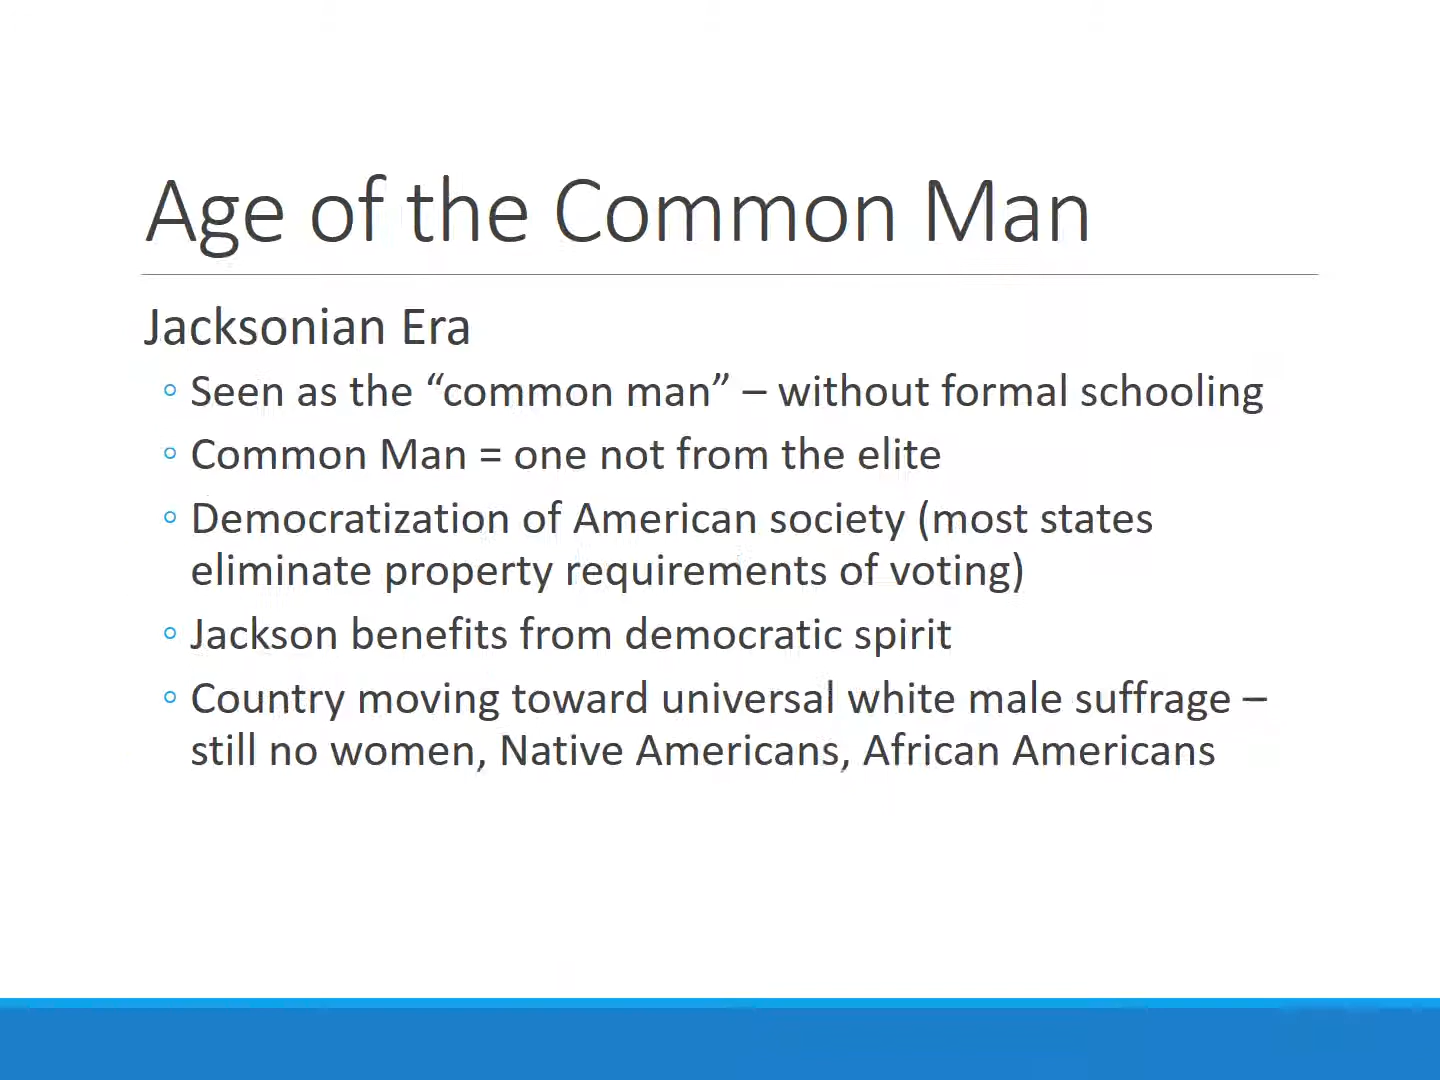 Age of the Common Man
Jacksonian Era
◦ Seen as the “common man” – without formal schooling
◦ Common Man = one not from the elite
◦ Democratization of American society (most states
eliminate property requirements of voting)
◦ Jackson benefits from democratic spirit
◦ Country moving toward universal white male suffrage –
still no women, Native Americans, African Americans